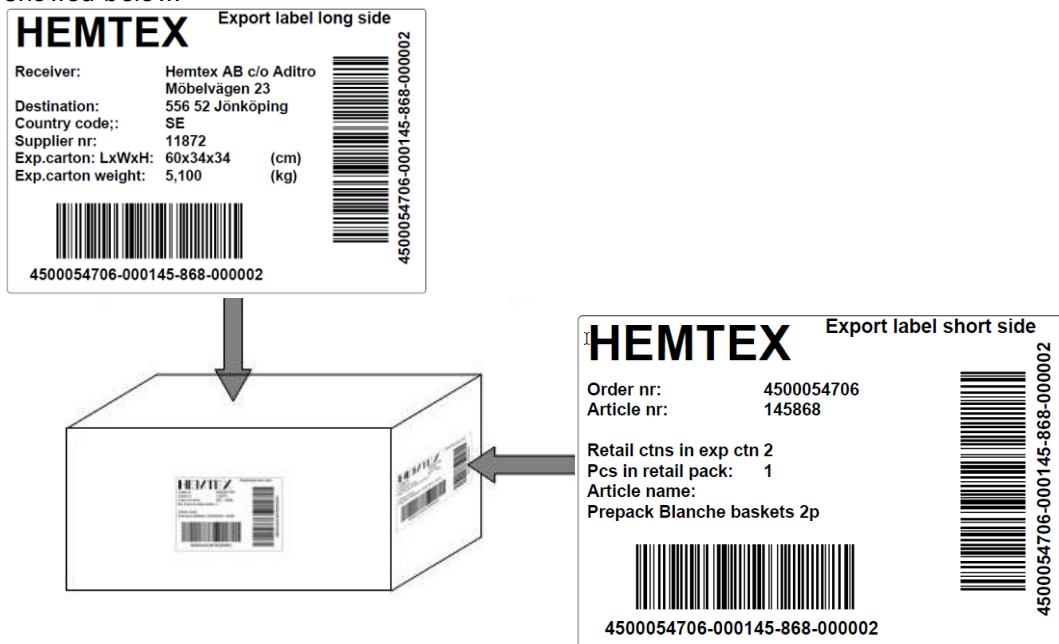 Export label long side
HEMTEX
Receiver: Hemtex AB c/o Aditro
Möbelvägen 23
Destination: 556 52 Jönköping
Country code;: SE
Supplier nr: 11872
Exp.carton: LxWxH: 60x34x34 (cm)
Exp.carton weight: 5,100 (kg)
4500054706-000145-868-000002
4500054706-000145-868-000002
Export label short side
HEMTEX
Order nr: 4500054706
Article nr: 145868
Retail ctns in exp ctn 2
Pcs in retail pack: 1
Article name:
Prepack Blanche baskets 2p
4500054706-000145-868-000002
4500054706-000145-868-000002
HEMTEX
HEMTEX